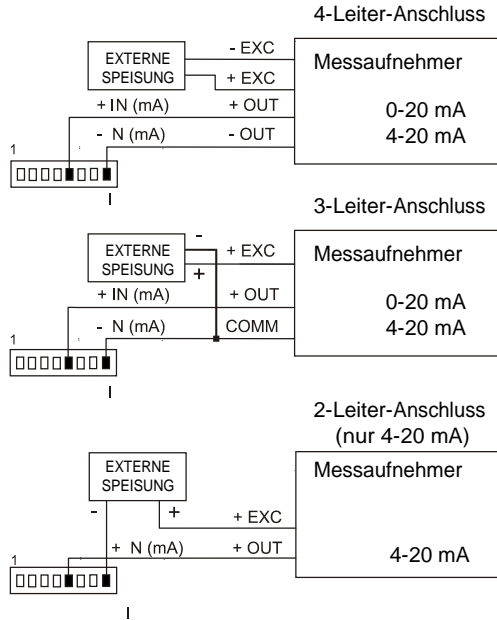 4-Leiter-Anschluss
- EXC
EXTERNE
SPEISUNG
Messaufnehmer
+ EXC
+ IN (mA)
+ OUT
0-20 mA
- N (mA)
- OUT
4-20 mA
1
I
3-Leiter-Anschluss
-
EXTERNE
SPEISUNG
+ EXC
Messaufnehmer
+
+ IN (mA)
+ OUT
0-20 mA
- N (mA)
COMM
4-20 mA
1
I
2-Leiter-Anschluss
(nur 4-20 mA)
EXTERNE
SPEISUNG
Messaufnehmer
- +
+ EXC
+ N (mA)
+ OUT
4-20 mA
1
I